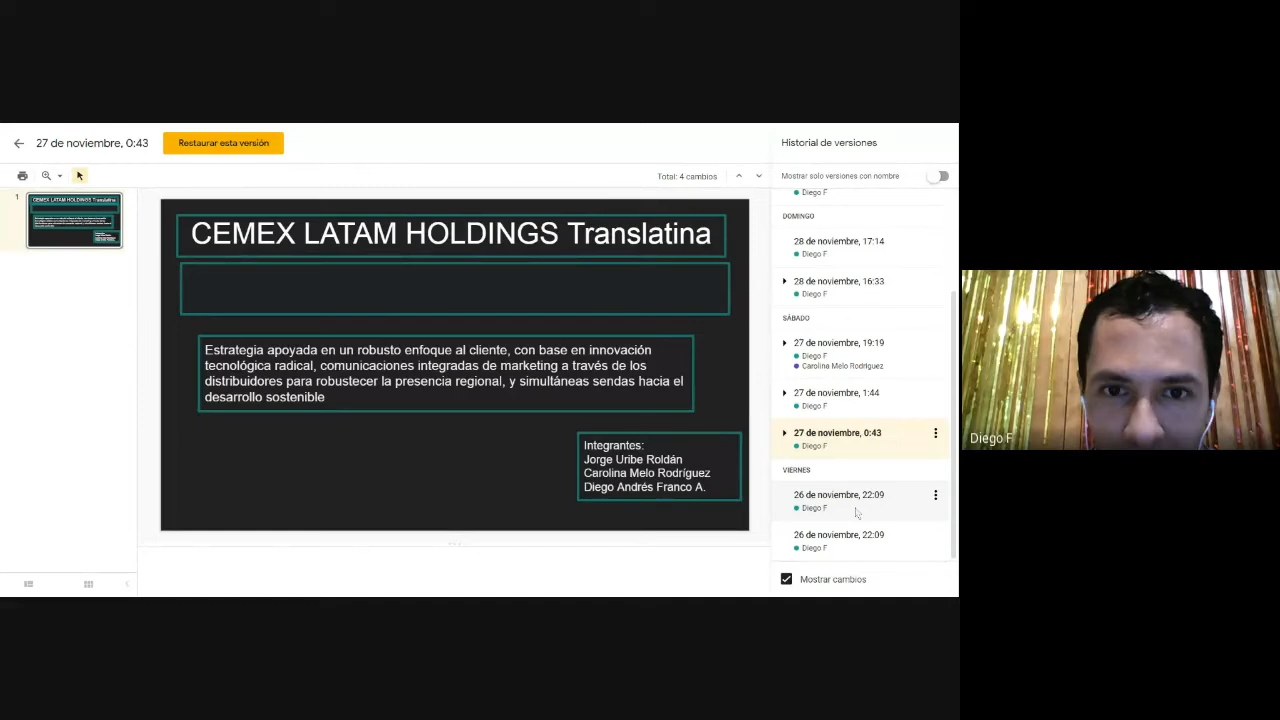 27 de noviembre, 0:43
Restaurar esta versión
Historial de versiones
Total: 4 cambios
Mostrar solo versiones con nombre
1
CEMEX LATAM HOLDINGS Translatina
CEMEX LATAM HOLDINGS Translatina
Estrategia apoyada en un robusto enfoque al cliente, con base en innovación
tecnológica radical, comunicaciones integradas de marketing a través de los
distribuidores para robustecer la presencia regional, y simultáneas sendas hacia el
desarrollo sostenible
Integrantes:
Jorge Uribe Roldán
Carolina Melo Rodríguez
Diego Andrés Franco A.
Diego F
DOMINGO
28 de noviembre, 17:14
Diego F
28 de noviembre, 16:33
Diego F
SÁBADO
27 de noviembre, 19:19
Diego F
Carolina Melo Rodríguez
27 de noviembre, 1:44
Diego F
27 de noviembre, 0:43
Diego F
VIERNES
26 de noviembre, 22:09
Diego F
26 de noviembre, 22:09
Diego F
Mostrar cambios
Diego F